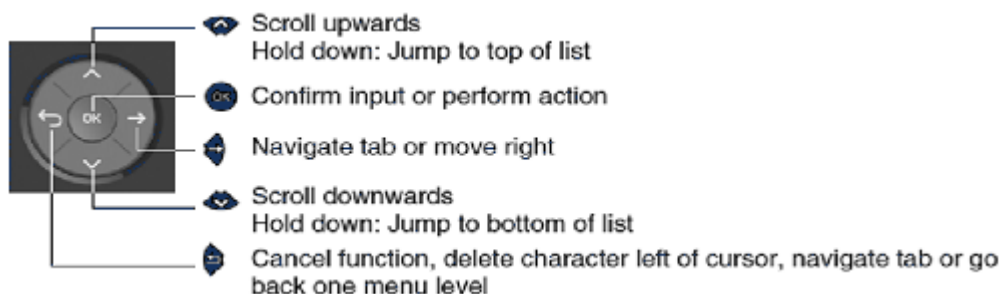 Scroll upwards
Hold down: Jump to top of list
OK
Confirm input or perform action
OK
Navigate tab or move right
Scroll downwards
Hold down: Jump to bottom of list
Cancel function, delete character left of cursor, navigate tab or go
back one menu level